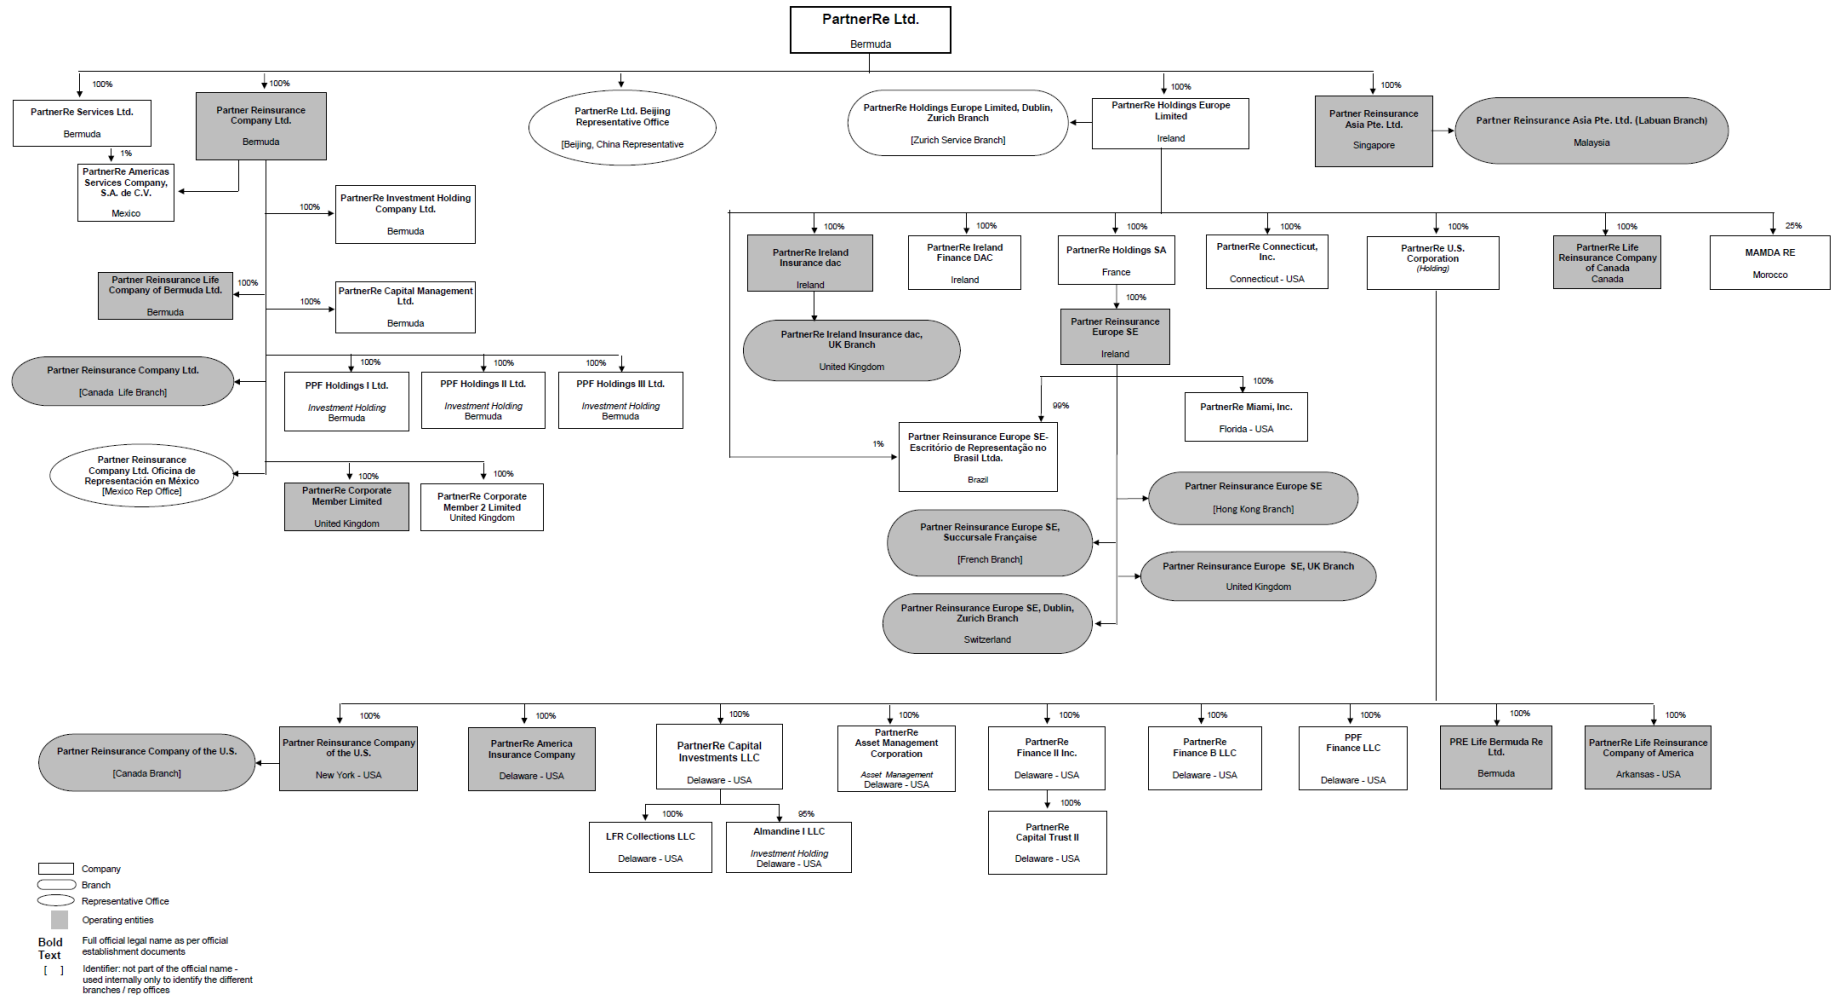 PartnerRe Ltd.
Bermuda
100%
100%
100%
100%
PartnerRe Services Ltd.
Bermuda
Partner Reinsurance
Company Ltd.
Bermuda
PartnerRe Ltd. Beijing
Representative Office
[Beijing, China Representative
PartnerRe Holdings Europe Limited, Dublin,
Zurich Branch
[Zurich Service Branch]
PartnerRe Holdings Europe
Limited
Ireland
Partner Reinsurance
Asia Pte. Ltd.
Singapore
Partner Reinsurance Asia Pte. Ltd. (Labuan Branch)
Malaysia
1%
PartnerRe Americas
Services Company,
S.A. de C.V.
Mexico
100%
PartnerRe Investment Holding
Company Ltd.
Bermuda
Partner Reinsurance Life
Company of Bermuda Ltd.
Bermuda
100%
100%
PartnerRe Capital Management
Ltd.
Bermuda
Partner Reinsurance Company Ltd.
[Canada  Life Branch]
100%
100%
100%
PPF Holdings I Ltd.
Investment Holding
Bermuda
PPF Holdings II Ltd.
Investment Holding
Bermuda
PPF Holdings III Ltd.
Investment Holding
Bermuda
Partner Reinsurance
Company Ltd. Oficina de
Representación en México
[Mexico Rep Office]
100%
100%
PartnerRe Corporate
Member Limited
United Kingdom
PartnerRe Corporate
Member 2 Limited
United Kingdom
100%
100%
100%
100%
100%
100%
25%
PartnerRe Ireland
Insurance dac
Ireland
PartnerRe Ireland
Finance DAC
Ireland
PartnerRe Holdings SA
France
PartnerRe Connecticut,
Inc.
Connecticut - USA
PartnerRe U.S.
Corporation
(Holding)
PartnerRe Life
Reinsurance Company
of Canada
Canada
MAMDA RE
Morocco
100%
PartnerRe Ireland Insurance dac,
UK Branch
United Kingdom
Partner Reinsurance
Europe SE
Ireland
100%
99%
PartnerRe Miami, Inc.
Florida - USA
1%
Partner Reinsurance Europe SE-
Escritório de Representação no
Brasil Ltda.
Brazil
Partner Reinsurance Europe SE
[Hong Kong Branch]
Partner Reinsurance Europe SE,
Succursale Française
[French Branch]
Partner Reinsurance Europe  SE, UK Branch
United Kingdom
Partner Reinsurance Europe SE, Dublin,
Zurich Branch
Switzerland
100%
100%
100%
100%
100%
100%
100%
100%
100%
Partner Reinsurance Company of the U.S.
[Canada Branch]
Partner Reinsurance Company
of the U.S.
New York - USA
PartnerRe America
Insurance Company
Delaware - USA
PartnerRe Capital
Investments LLC
Delaware - USA
PartnerRe
Asset Management
Corporation
Asset  Management
Delaware - USA
PartnerRe
Finance II Inc.
Delaware - USA
PartnerRe
Finance B LLC
Delaware - USA
PPF
Finance LLC
Delaware - USA
PRE Life Bermuda Re
Ltd.
Bermuda
PartnerRe Life Reinsurance
Company of America
Arkansas - USA
100%
95%
100%
LFR Collections LLC
Delaware - USA
Almandine I LLC
Investment Holding
Delaware - USA
PartnerRe
Capital Trust II
Delaware - USA
Company
Branch
Representative Office
Operating entities
Bold
Text
Full official legal name as per official
establishment documents
[ ]
Identifier: not part of the official name -
used internally only to identify the different
branches / rep offices